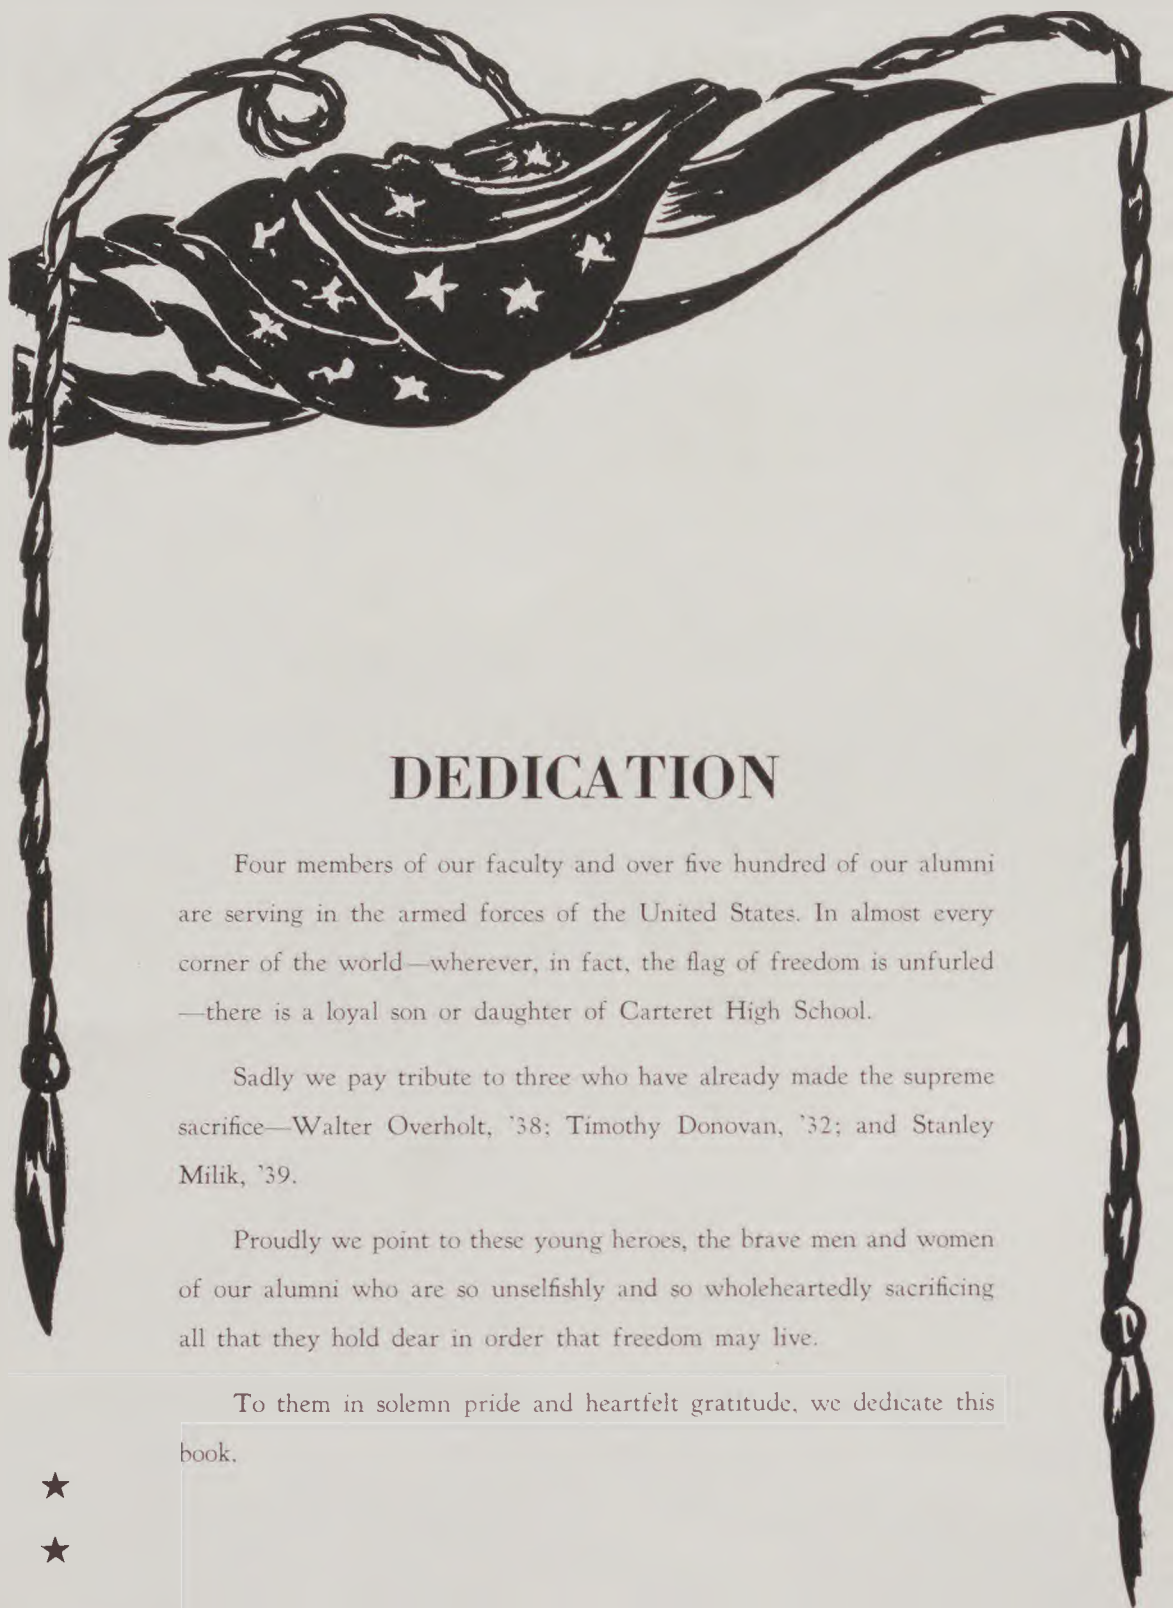 DEDICATION
Four members of our faculty and over five hundred of our alumni
are serving in the armed forces of the United States. In almost every
corner of the world—wherever, in fact, the flag of freedom is unfurled
—there is a loyal son or daughter of Carteret High School.
Sadly we pay tribute to three who have already made the supreme
sacrifice—Walter Overholt, '38; Timothy Donovan, '32; and Stanley
Milik, '39.
Proudly we point to these young heroes, the brave men and women
of our alumni who are so unselfishly and so wholeheartedly sacrificing
all that they hold dear in order that freedom may live.
To them in solemn pride and heartfelt gratitude, we dedicate this
book.